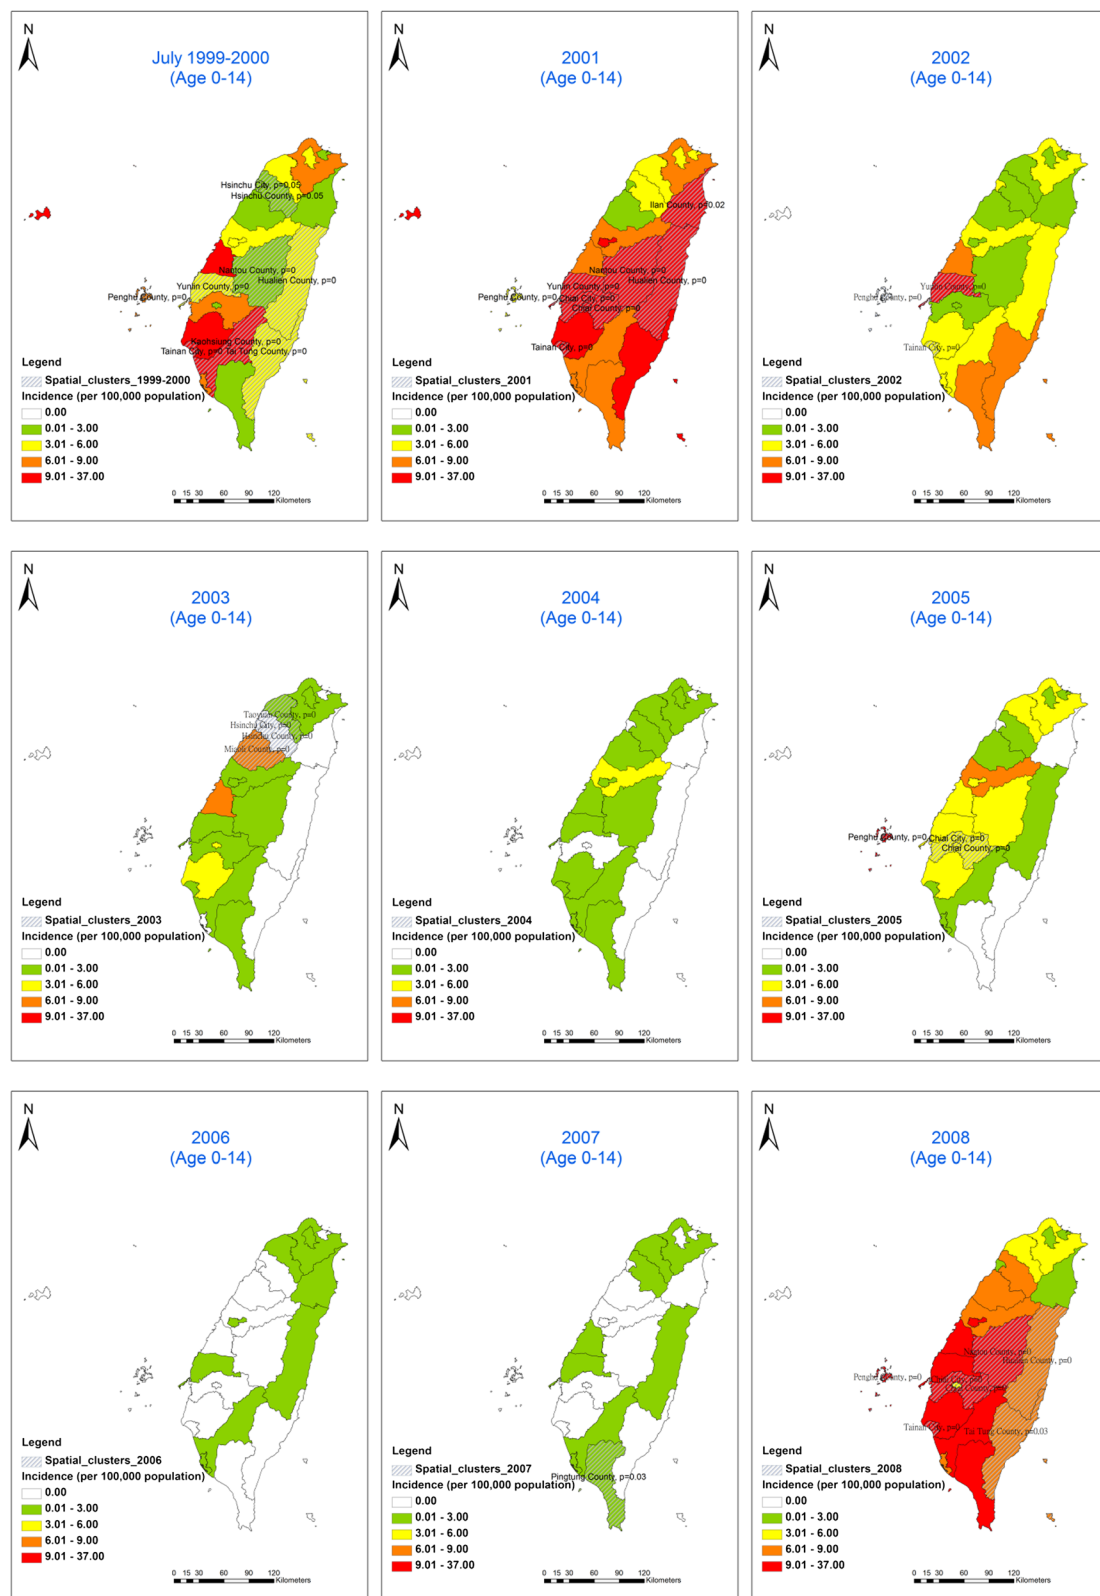 N
July 1999-2000
(Age 0-14)
Hsinchu City, p=0.05
Hsinchu County, p=0.05
Nantou County, p=0
Hualien County, p=0
Yunlin County, p=0
Penghu County, p=0
Kaohsiung County, p=0
Tainan City, p=0 Tai Tung County, p=0
Legend
Spatial_clusters_1999-2000
Incidence (per 100,000 population)
0.00
0.01 - 3.00
3.01 - 6.00
6.01 - 9.00
9.01 - 37.00
0 15 30 60 90 120
Kilometers
N
2001
(Age 0-14)
Ilan County, p=0.02
Nantou County, p=0
Hualien County, p=0
Yunlin County, p=0
Penghu County, p=0
Chiai City, p=0
Chiai County, p=0
Tainan City, p=0
Legend
Spatial_clusters_2001
Incidence (per 100,000 population)
0.00
0.01 - 3.00
3.01 - 6.00
6.01 - 9.00
9.01 - 37.00
0 15 30 60 90 120
Kilometers
N
2002
(Age 0-14)
Yunlin County, p=0
Penghu County, p=0
Tainan City, p=0
Legend
Spatial_clusters_2002
Incidence (per 100,000 population)
0.00
0.01 - 3.00
3.01 - 6.00
6.01 - 9.00
9.01 - 37.00
0 15 30 60 90 120
Kilometers
N
2003
(Age 0-14)
Taoyuan County, p=0
Hsinchu City, p=0
Hsinchu County, p=0
Miaoli County, p=0
Legend
Spatial_clusters_2003
Incidence (per 100,000 population)
0.00
0.01 - 3.00
3.01 - 6.00
6.01 - 9.00
9.01 - 37.00
0 15 30 60 90 120
Kilometers
N
2004
(Age 0-14)
Legend
Spatial_clusters_2004
Incidence (per 100,000 population)
0.00
0.01 - 3.00
3.01 - 6.00
6.01 - 9.00
9.01 - 37.00
0 15 30 60 90 120
Kilometers
N
2005
(Age 0-14)
Penghu County, p=0
Chiai City, p=0
Chiai County, p=0
Legend
Spatial_clusters_2005
Incidence (per 100,000 population)
0.00
0.01 - 3.00
3.01 - 6.00
6.01 - 9.00
9.01 - 37.00
0 15 30 60 90 120
Kilometers
N
2006
(Age 0-14)
Legend
Spatial_clusters_2006
Incidence (per 100,000 population)
0.00
0.01 - 3.00
3.01 - 6.00
6.01 - 9.00
9.01 - 37.00
0 15 30 60 90 120
Kilometers
N
2007
(Age 0-14)
Pingtung County, p=0.03
Legend
Spatial_clusters_2007
Incidence (per 100,000 population)
0.00
0.01 - 3.00
3.01 - 6.00
6.01 - 9.00
9.01 - 37.00
0 15 30 60 90 120
Kilometers
N
2008
(Age 0-14)
Nantou County, p=0
Hualien County, p=0
Penghu County, p=0
Chiai City, p=0
Chiai County, p=0
Tainan City, p=0
Tai Tung County, p=0.03
Legend
Spatial_clusters_2008
Incidence (per 100,000 population)
0.00
0.01 - 3.00
3.01 - 6.00
6.01 - 9.00
9.01 - 37.00
0 15 30 60 90 120
Kilometers